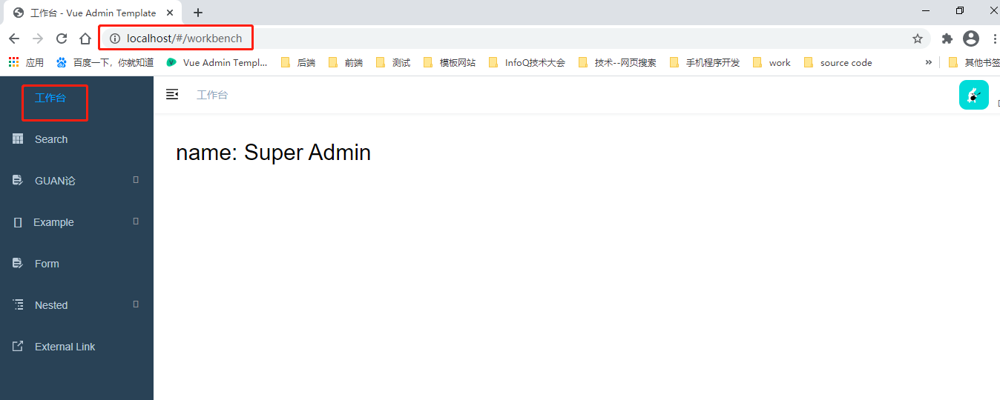 工作台 - Vue Admin Template
localhost/#/workbench
应用 百度一下，你就知道 Vue Admin Templ... 后端 前端 测试 模板网站 InfoQ技术大会 技术--网页搜索 手机程序开发 work source code » 其他书签
工作台
工作台
Search
name: Super Admin
GUAN论
Example
Form
Nested
External Link